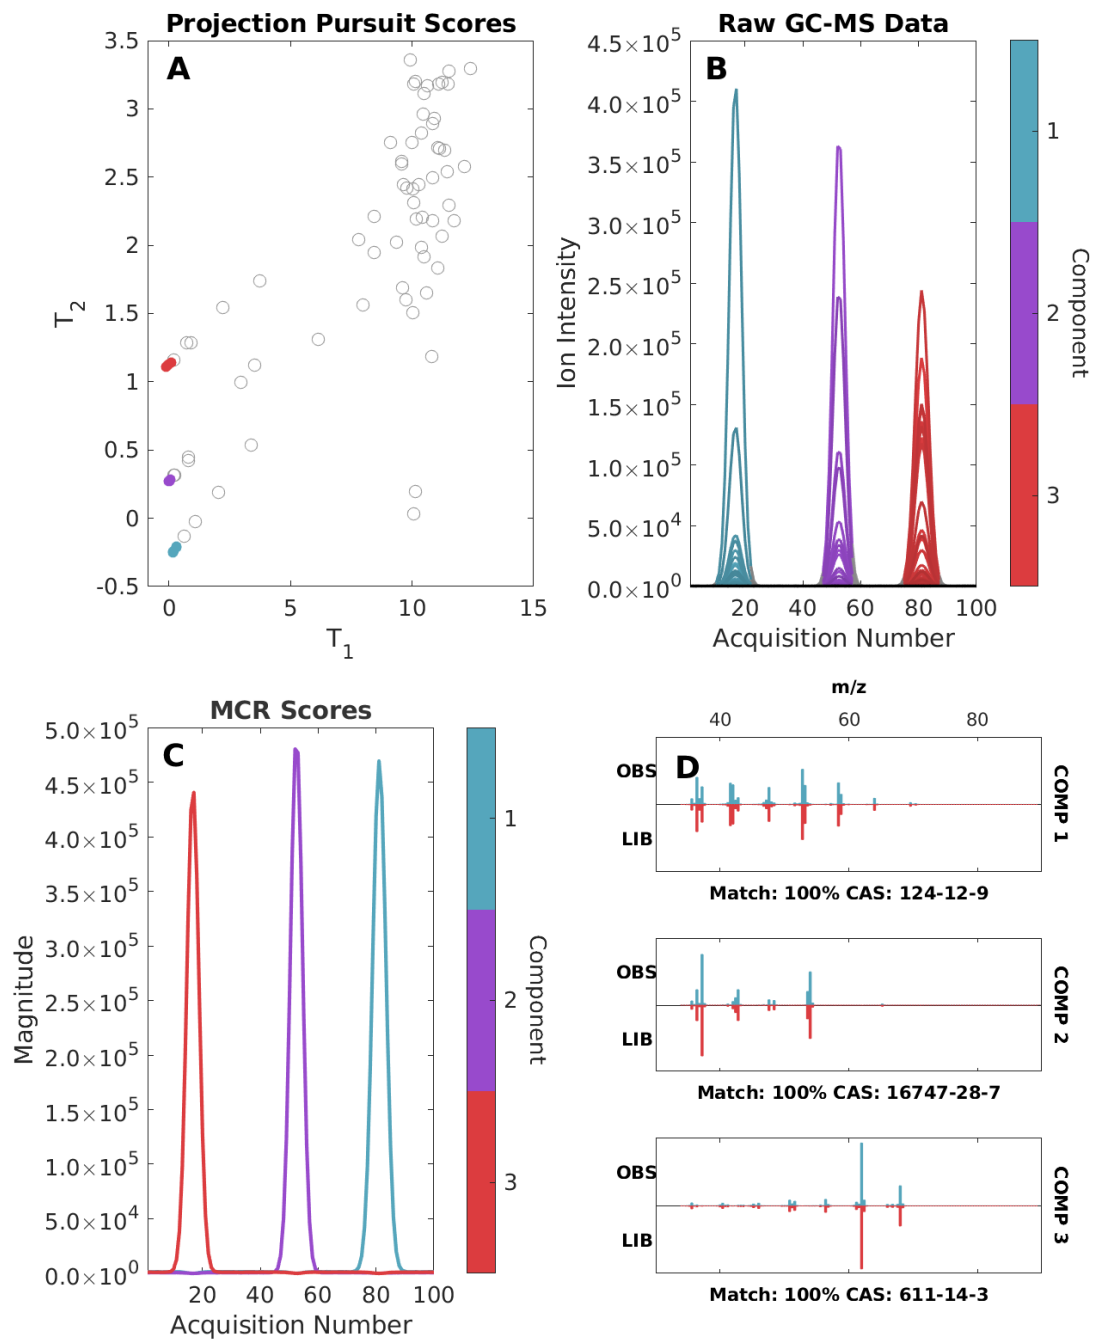 Projection Pursuit Scores
A
3.5
3
2.5
2
1.5
1
0.5
0
-0.5
T2
0
5
10
15
T1
Raw GC-MS Data
B
4.5×10^5
4.0×10^5
3.5×10^5
3.0×10^5
2.5×10^5
2.0×10^5
1.5×10^5
1.0×10^5
5.0×10^4
0.0×10^0
Ion Intensity
20
40
60
80
100
Acquisition Number
1
2
3
Component
MCR Scores
C
5.0×10^5
4.5×10^5
4.0×10^5
3.5×10^5
3.0×10^5
2.5×10^5
2.0×10^5
1.5×10^5
1.0×10^5
5.0×10^4
0.0×10^0
Magnitude
20
40
60
80
100
Acquisition Number
1
2
3
Component
m/z
40
60
80
D
OBS
LIB
COMP 1
Match: 100% CAS: 124-12-9
OBS
LIB
COMP 2
Match: 100% CAS: 16747-28-7
OBS
LIB
COMP 3
Match: 100% CAS: 611-14-3